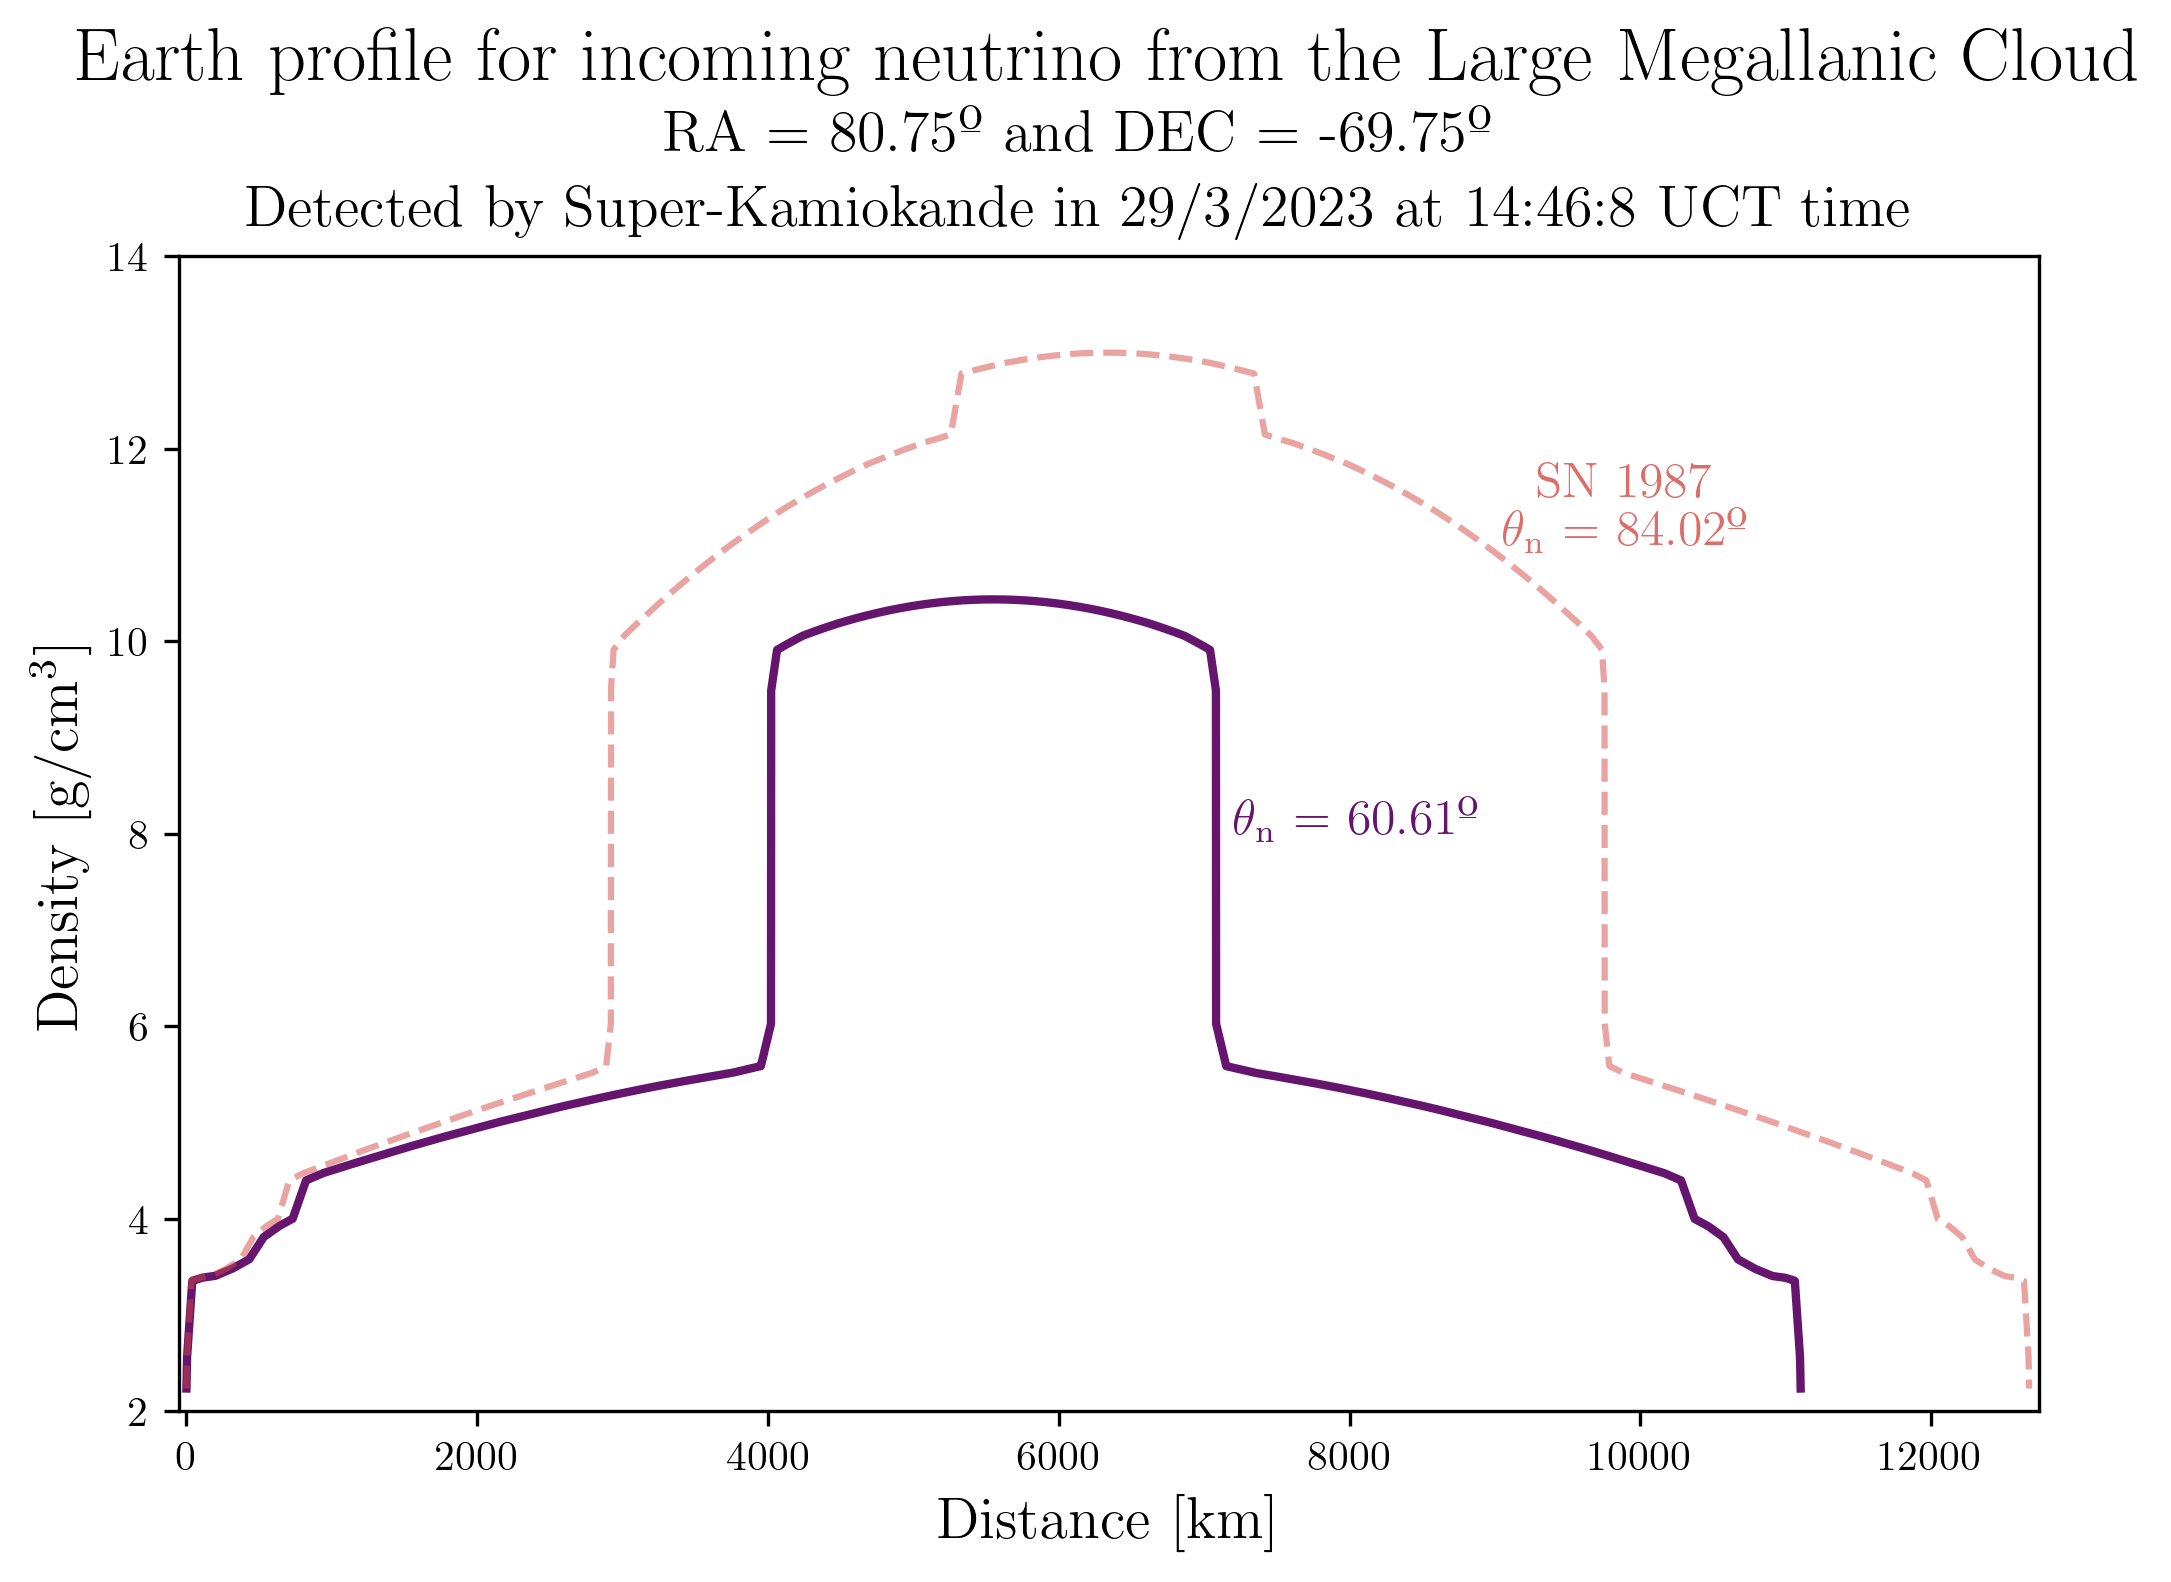 Earth profile for incoming neutrino from the Large Megallanic Cloud
RA = 80.75º and DEC = -69.75º
Detected by Super-Kamiokande in 29/3/2023 at 14:46:8 UCT time
14
12
10
8
6
4
2
Density [g/cm³]
SN 1987
θₙ = 84.02º
θₙ = 60.61º
0 2000 4000 6000 8000 10000 12000
Distance [km]